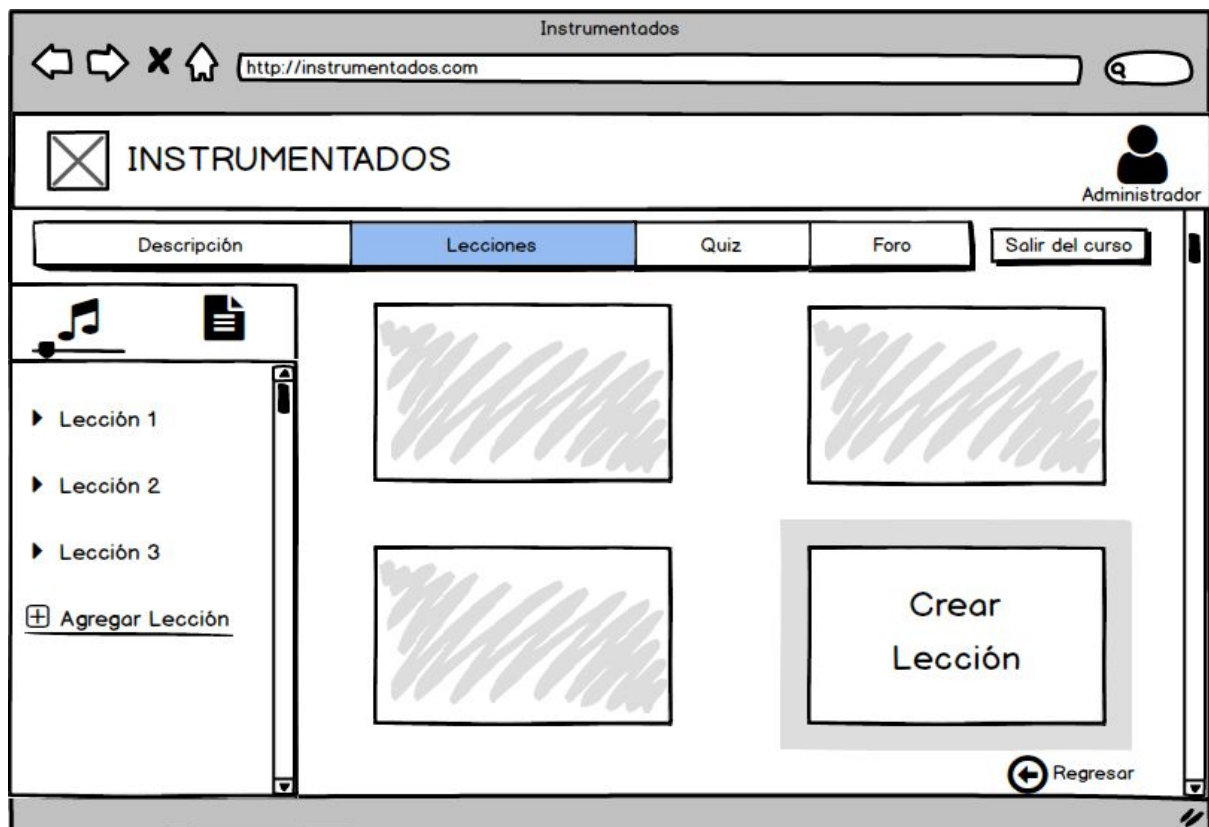 Instrumentados
http://instrumentados.com
INSTRUMENTADOS
Administrador
Descripción
Lecciones
Quiz
Foro
Salir del curso
Lección 1
Lección 2
Lección 3
Agregar Lección
Crear
Lección
Regresar